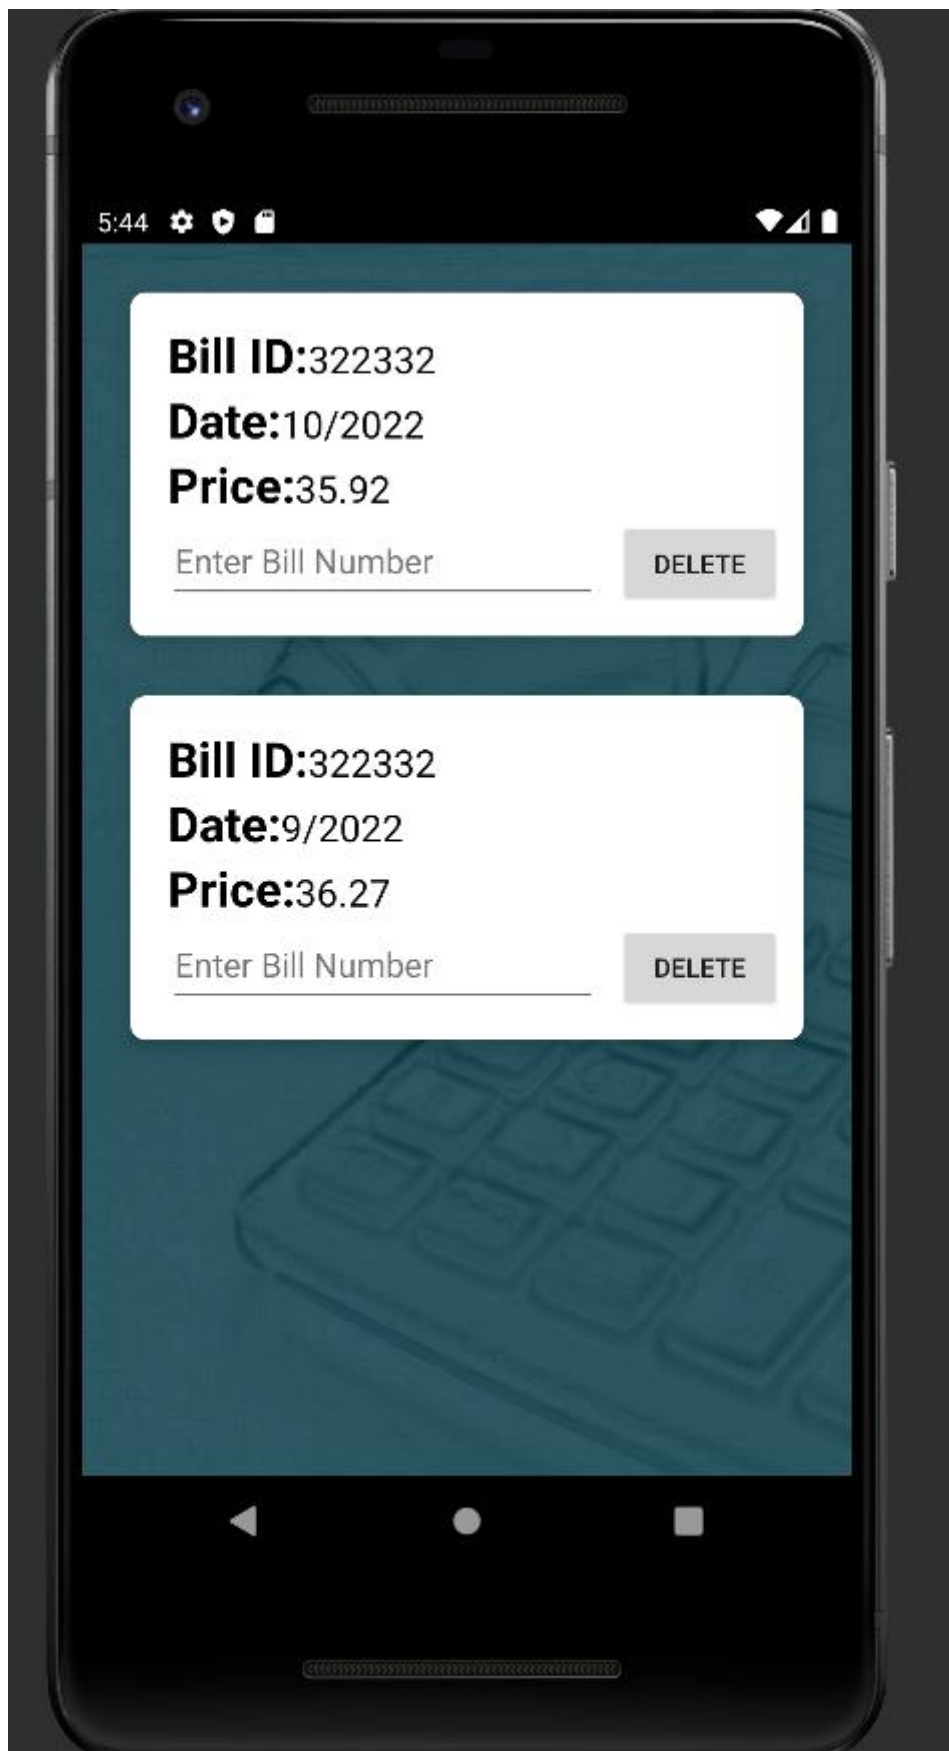 5:44
Bill ID:322332
Date:10/2022
Price:35.92
Enter Bill Number DELETE
Bill ID:322332
Date:9/2022
Price:36.27
Enter Bill Number DELETE